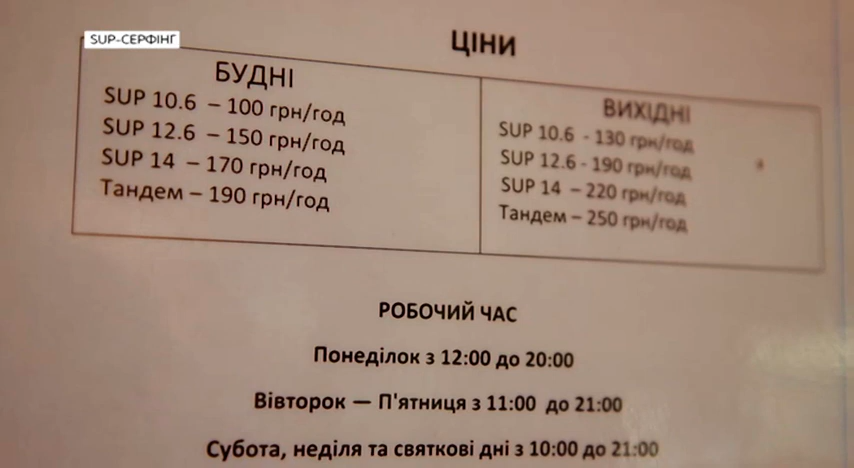 SUP-СЕРФІНГ
ЦІНИ
БУДНІ
SUP 10.6 – 100 грн/год
SUP 12.6 – 150 грн/год
SUP 14 – 170 грн/год
Тандем – 190 грн/год
ВИХІДНІ
SUP 10.6 - 130 грн/год
SUP 12.6 - 190 грн/год
SUP 14 – 220 грн/год
Тандем – 250 грн/год
РОБОЧИЙ ЧАС
Понеділок з 12:00 до 20:00
Вівторок — П'ятниця з 11:00 до 21:00
Субота, неділя та святкові дні з 10:00 до 21:00